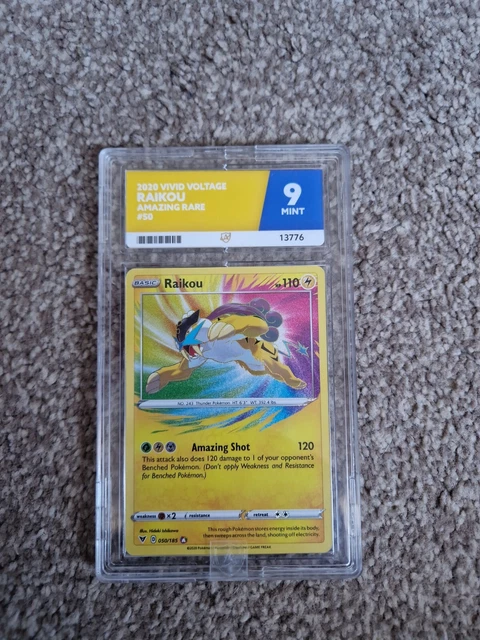 2020 VIVID VOLTAGE
RAIKOU
AMAZING RARE
#50
9
MINT
13776
BASIC Raikou HP110
NO. 243 Thunder Pokémon HT: 6'3" WT: 392.4 lbs.
Amazing Shot 120
This attack also does 120 damage to 1 of your opponent's
Benched Pokémon. (Don't apply Weakness and Resistance
for Benched Pokémon.)
weakness ×2 resistance retreat
Illus. Hideki Ishikawa
This rough Pokémon stores energy inside its body,
then sweeps across the land, shooting off electricity.
050/185